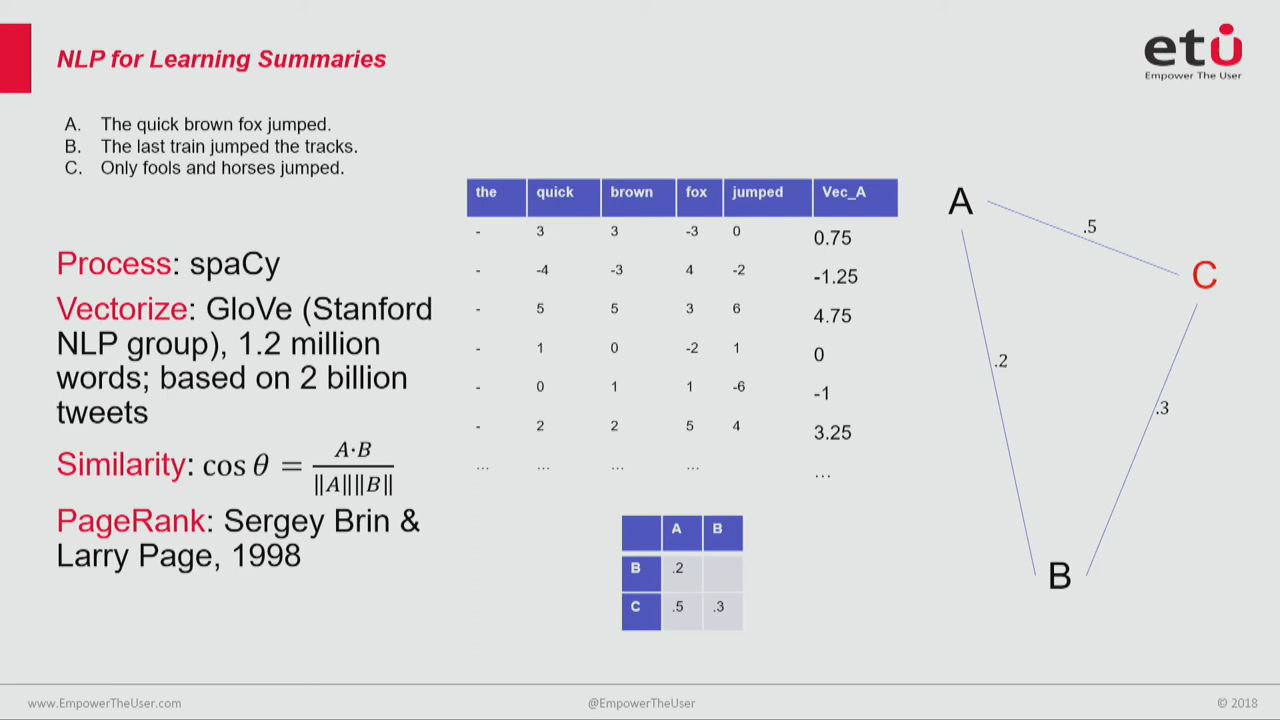 NLP for Learning Summaries
etu
Empower The User
A. The quick brown fox jumped.
B. The last train jumped the tracks.
C. Only fools and horses jumped.
Process: spaCy
Vectorize: GloVe (Stanford
NLP group), 1.2 million
words; based on 2 billion
tweets
Similarity: cos θ = A·B / ||A||||B||
PageRank: Sergey Brin &
Larry Page, 1998
the quick brown fox jumped Vec_A
- 3 3 -3 0 0.75
- -4 -3 4 -2 -1.25
- 5 5 3 6 4.75
- 1 0 -2 1 0
- 0 1 1 -6 -1
- 2 2 5 4 3.25
... ... ... ... ...
A B
B .2
C .5 .3
A
.5
C
.2
.3
B
www.EmpowerTheUser.com
@EmpowerTheUser
© 2018